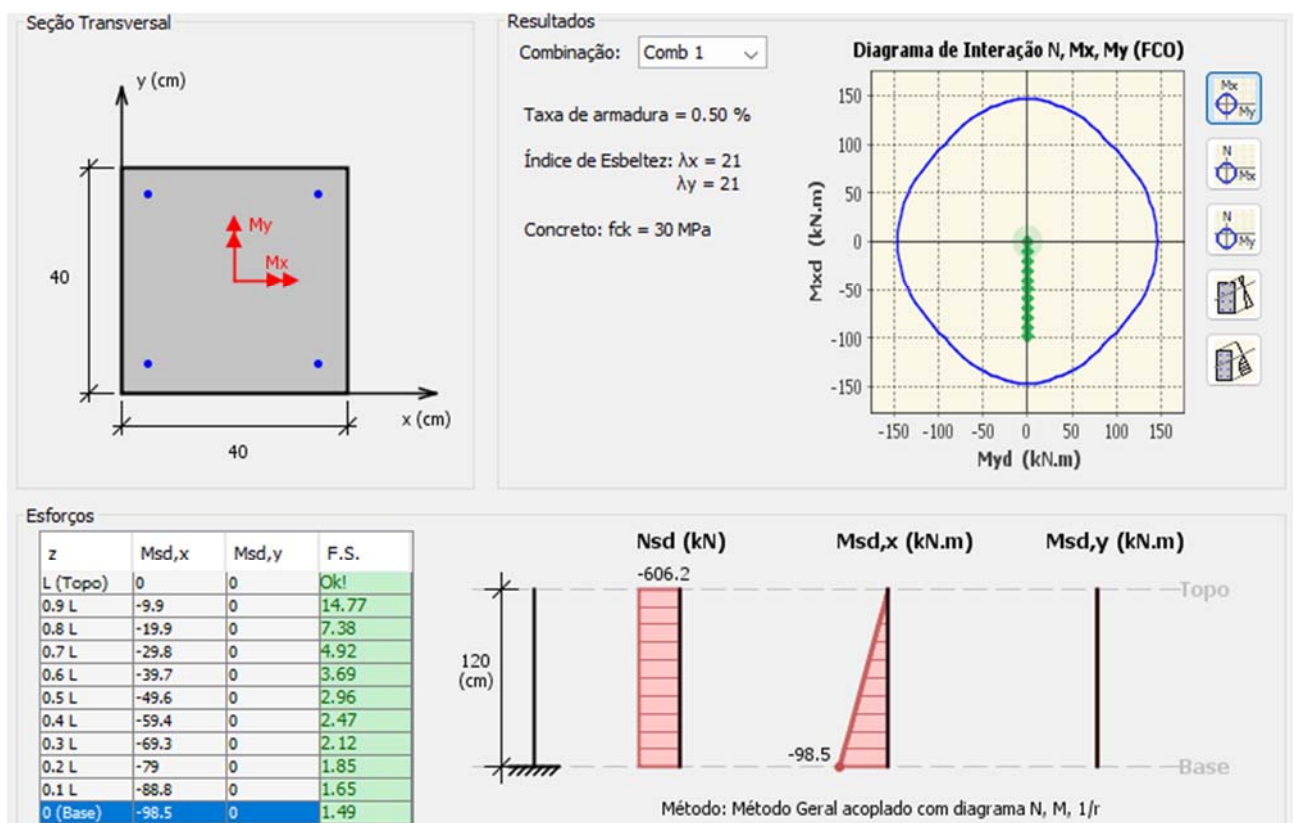 Seção Transversal
y (cm)
My
Mx
40
x (cm)
40
Resultados
Combinação: Comb 1
Taxa de armadura = 0.50 %
Índice de Esbeltez: λx = 21
λy = 21
Concreto: fck = 30 MPa
Diagrama de Interação N, Mx, My (FCO)
150
100
50
0
-50
-100
-150
Mxd (kN.m)
-150 -100 -50 0 50 100 150
Myd (kN.m)
Mx
My
N
Mx
N
My
Esforços
z Msd,x Msd,y F.S.
L (Topo) 0 0 Ok!
0.9 L -9.9 0 14.77
0.8 L -19.9 0 7.38
0.7 L -29.8 0 4.92
0.6 L -39.7 0 3.69
0.5 L -49.6 0 2.96
0.4 L -59.4 0 2.47
0.3 L -69.3 0 2.12
0.2 L -79 0 1.85
0.1 L -88.8 0 1.65
0 (Base) -98.5 0 1.49
Nsd (kN) Msd,x (kN.m) Msd,y (kN.m)
-606.2
Topo
120
(cm)
-98.5
Base
Método: Método Geral acoplado com diagrama N, M, 1/r